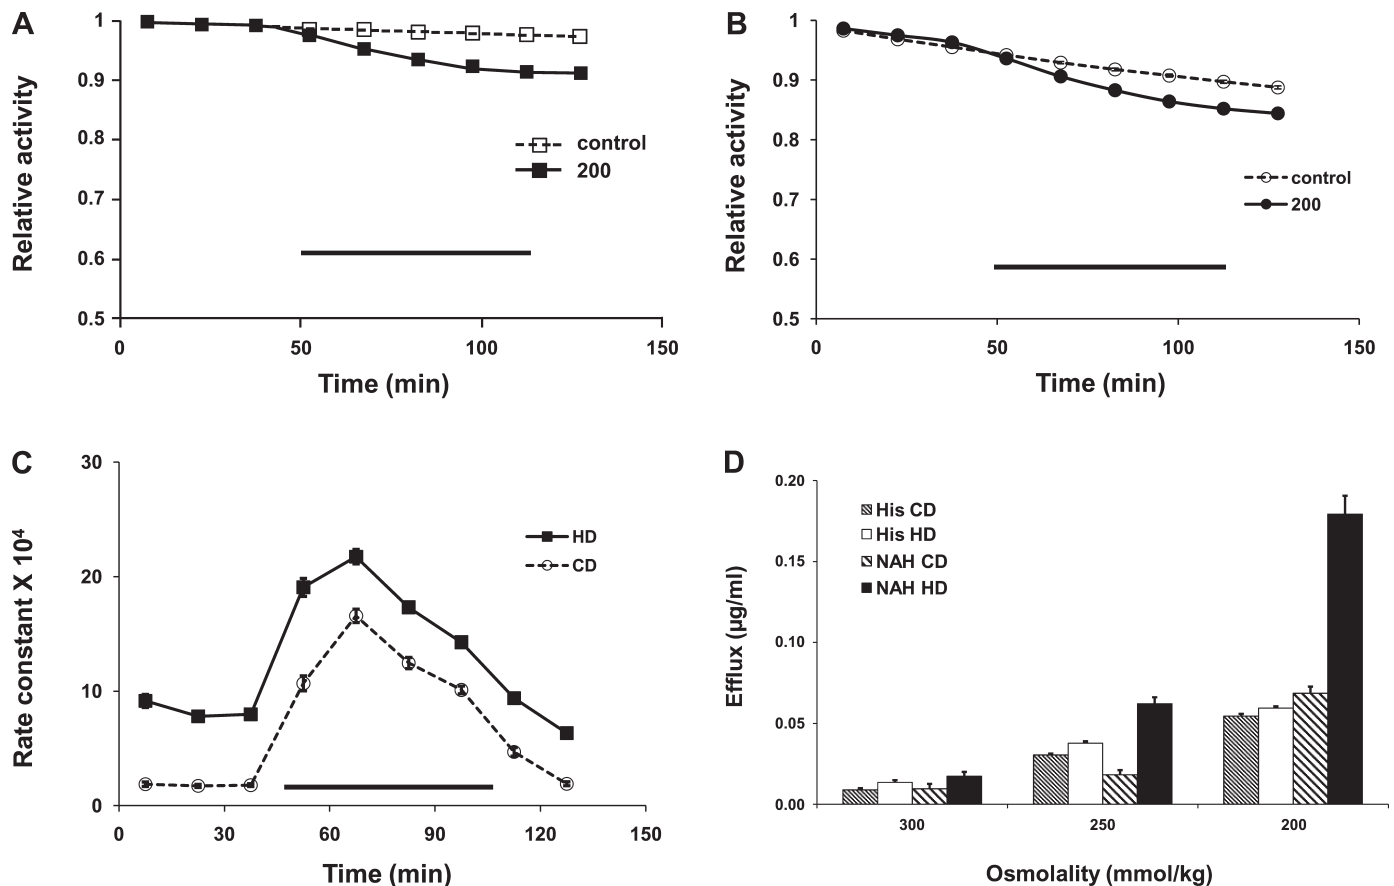 A
1
0.9
0.8
0.7
0.6
0.5
0
50
100
150
Relative activity
Time (min)
control
200
B
1
0.9
0.8
0.7
0.6
0.5
0
50
100
150
Relative activity
Time (min)
control
200
C
30
20
10
0
0
30
60
90
120
150
Rate constant X 10⁴
Time (min)
HD
CD
D
0.20
0.15
0.10
0.05
0.00
300
250
200
Efflux (µg/ml)
Osmolality (mmol/kg)
His CD
His HD
NAH CD
NAH HD